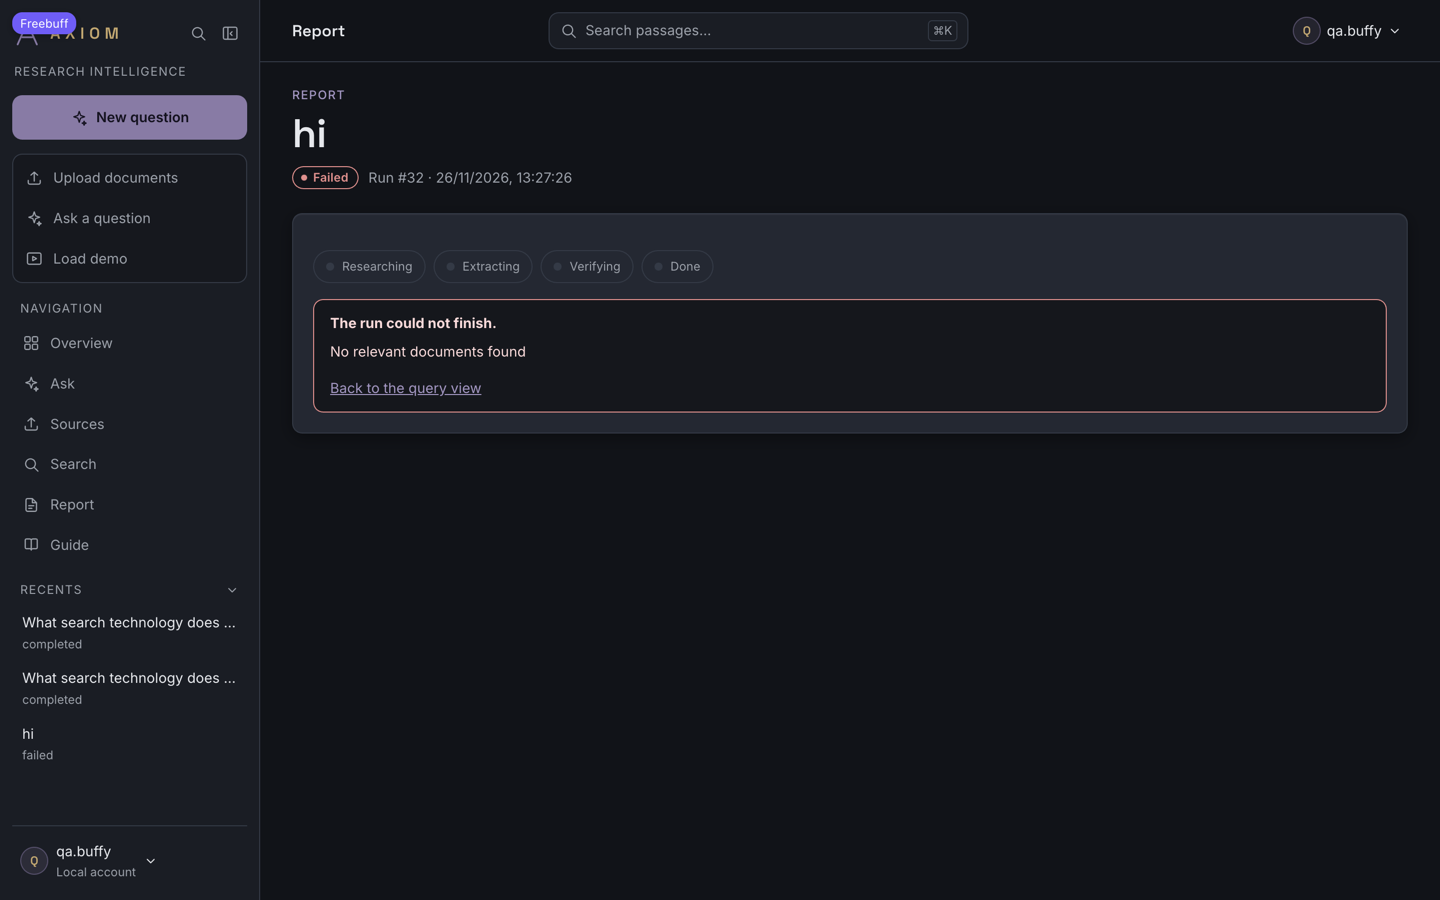 Freebuff
AXIOM
RESEARCH INTELLIGENCE
New question
Upload documents
Ask a question
Load demo
NAVIGATION
Overview
Ask
Sources
Search
Report
Guide
RECENTS
What search technology does ...
completed
What search technology does ...
completed
hi
failed
qa.buffy
Local account
Q
Report
Search passages...
⌘K
Q
qa.buffy
REPORT
hi
Failed
Run #32 · 26/11/2026, 13:27:26
Researching
Extracting
Verifying
Done
The run could not finish.
No relevant documents found
Back to the query view